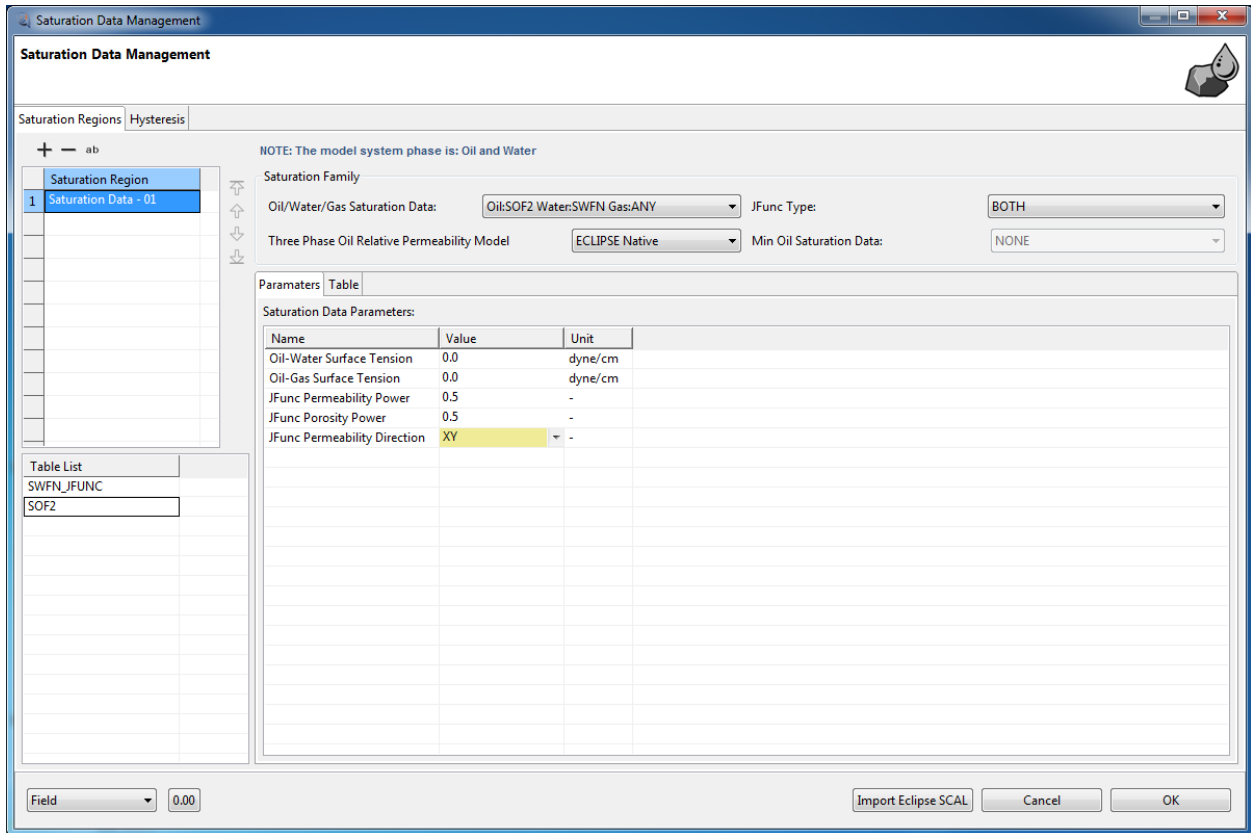 Saturation Data Management
Saturation Data Management
Saturation Regions Hysteresis
ab
NOTE: The model system phase is: Oil and Water
Saturation Region
1 Saturation Data - 01
Saturation Family
Oil/Water/Gas Saturation Data: Oil:SOF2 Water:SWFN Gas:ANY JFunc Type: BOTH
Three Phase Oil Relative Permeability Model ECLIPSE Native Min Oil Saturation Data: NONE
Paramaters Table
Saturation Data Parameters:
Name Value Unit
Oil-Water Surface Tension 0.0 dyne/cm
Oil-Gas Surface Tension 0.0 dyne/cm
JFunc Permeability Power 0.5 -
JFunc Porosity Power 0.5 -
JFunc Permeability Direction XY -
Table List
SWFN_JFUNC
SOF2
Field 0.00 Import Eclipse SCAL Cancel OK